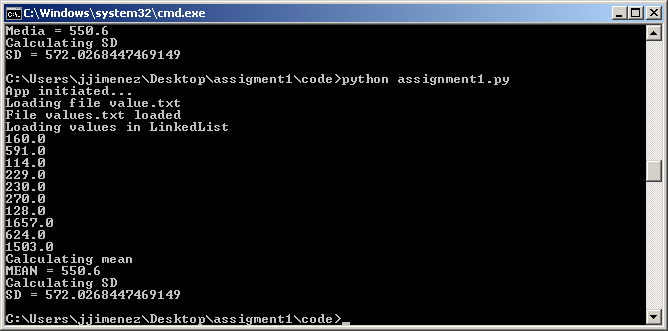 C:\Windows\system32\cmd.exe
Media = 550.6
Calculating SD
SD = 572.0268447469149
C:\Users\jjimenez\Desktop\assigment1\code>python assignment1.py
App initiated...
Loading file value.txt
File values.txt loaded
Loading values in LinkedList
160.0
591.0
114.0
229.0
230.0
270.0
128.0
1657.0
624.0
1503.0
Calculating mean
MEAN = 550.6
Calculating SD
SD = 572.0268447469149
C:\Users\jjimenez\Desktop\assigment1\code>_